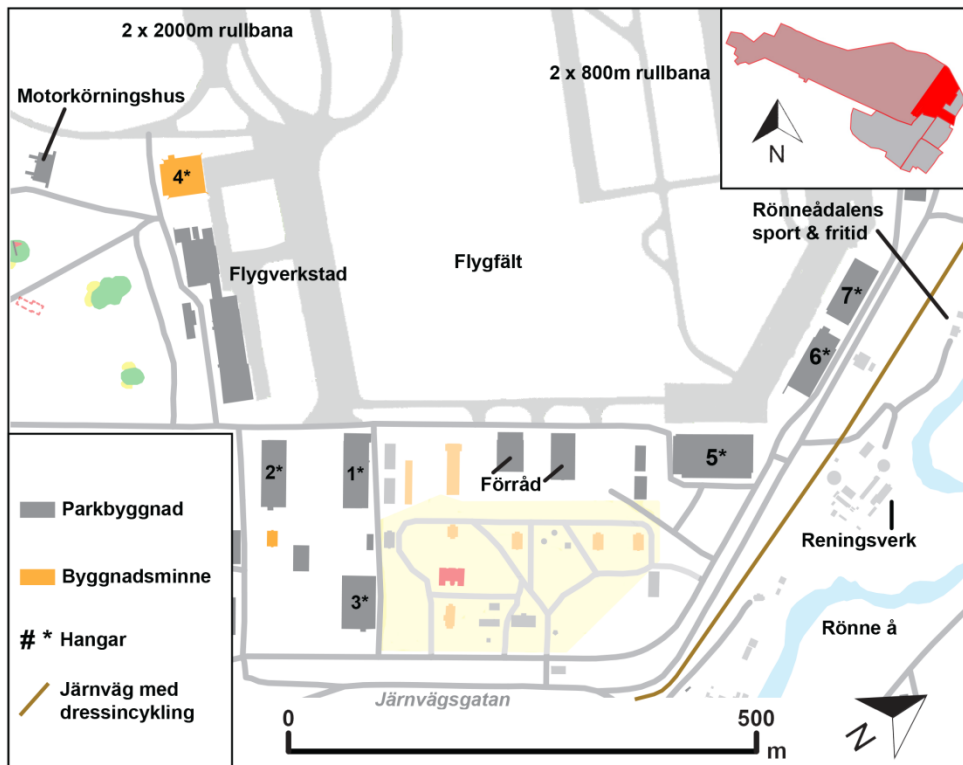 2 x 2000m rullbana
2 x 800m rullbana
Motorkörningshus
N
4*
Rönneådalens
sport & fritid
Flygverkstad
Flygfält
7*
6*
2*
1*
5*
Förråd
Parkbyggnad
Reningsverk
Byggnadsminne
3*
# * Hangar
Rönne å
Järnväg med
dressincykling
Järnvägsgatan
N
0
500
m